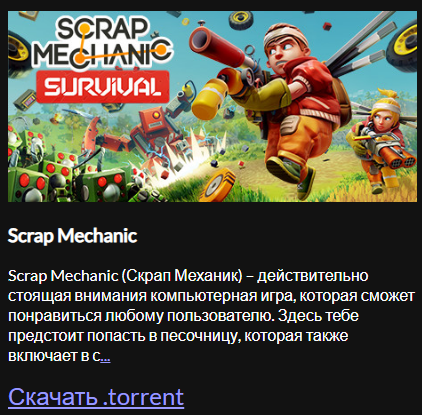 SCRAP
MECHANIC
SURVIVAL
Scrap Mechanic
Scrap Mechanic (Скрап Механик) – действительно
стоящая внимания компьютерная игра, которая сможет
понравиться любому пользователю. Здесь тебе
предстоит попасть в песочницу, которая также
включает в с...
Скачать .torrent